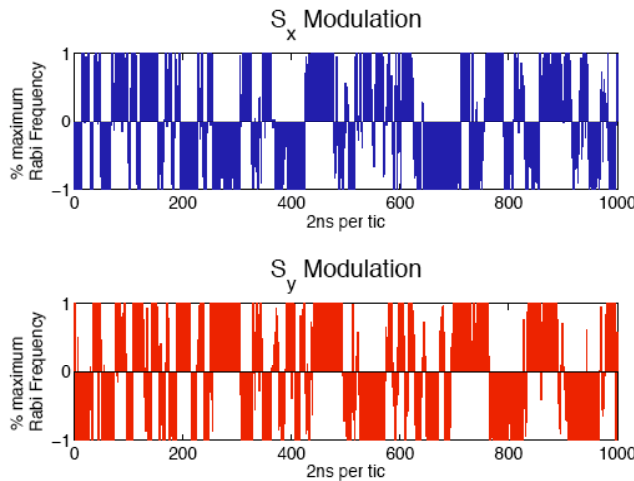 Sx Modulation
% maximum
Rabi Frequency
1
0
−1
0 200 400 600 800 1000
2ns per tic
Sy Modulation
% maximum
Rabi Frequency
1
0
−1
0 200 400 600 800 1000
2ns per tic